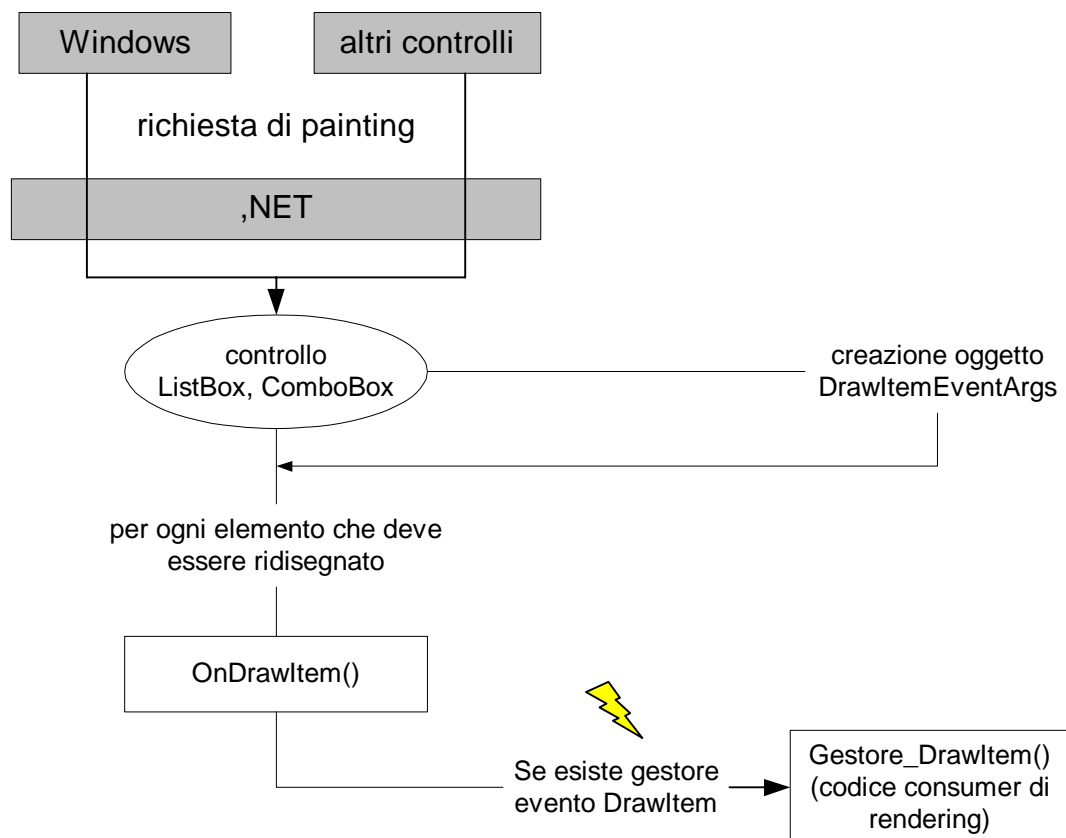 Windows
altri controlli
richiesta di painting
,NET
controllo
ListBox, ComboBox
creazione oggetto
DrawItemEventArgs
per ogni elemento che deve
essere ridisegnato
OnDrawItem()
Se esiste gestore
evento DrawItem
Gestore_DrawItem()
(codice consumer di
rendering)